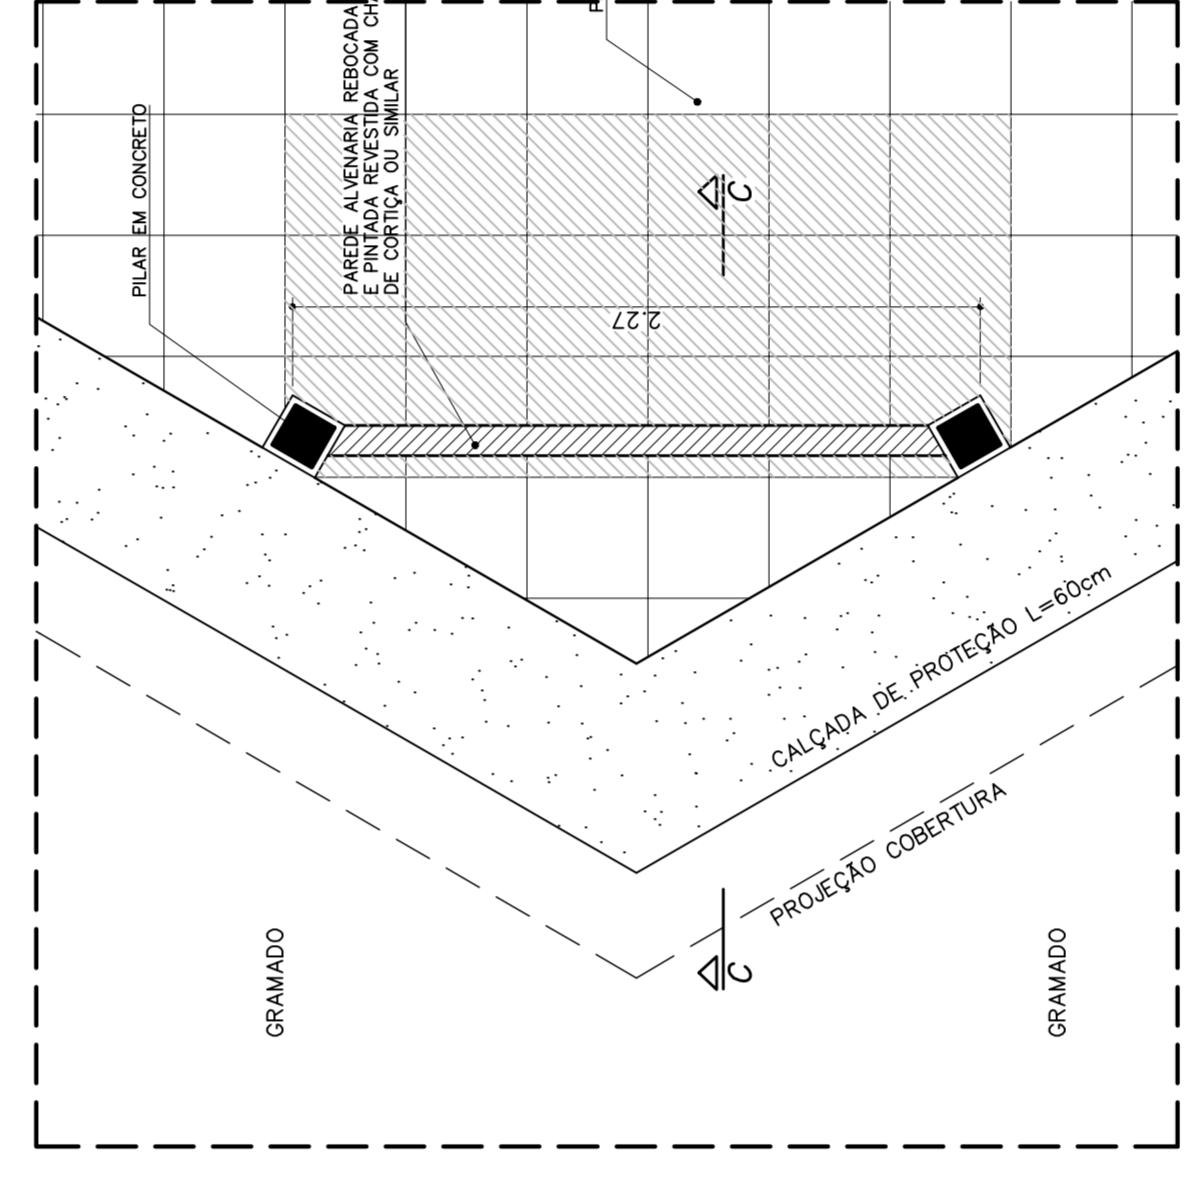 PILAR EM CONCRETO
PAREDE ALVENARIA REBOCADA
E PINTADA REVESTIDA COM
DE CORTIÇA OU SIMILAR
C
2.27
CALÇADA DE PROTEÇÃO L=60cm
PROJEÇÃO COBERTURA
C
GRAMADO
GRAMADO